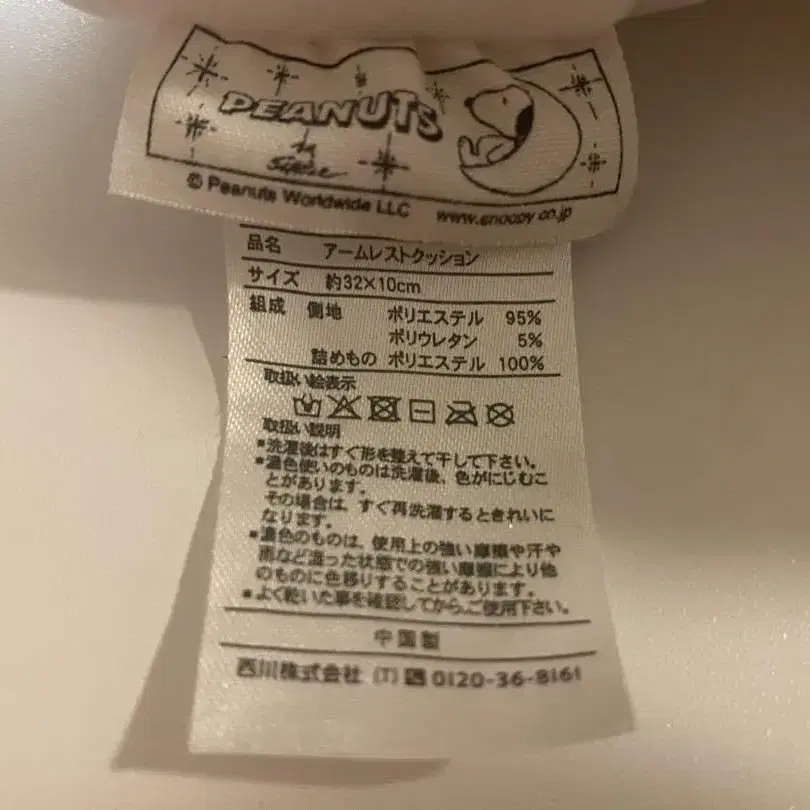 PEANUTS
by
Schulz
© Peanuts Worldwide LLC www.snoopy.co.jp
品名 アームレストクッション
サイズ 約32×10cm
組成 側地 ポリエステル 95%
ポリウレタン 5%
詰めもの ポリエステル 100%
取扱い絵表示
取扱い説明
▪洗濯後はすぐ形を整えて干して下さい。
▪濃色使いのものは洗濯後、色がにじむこ
とがあります。
その場合は、すぐ再洗濯するときれいに
なります。
▪濃色のものは、使用上の強い摩擦や汗や
雨など湿った状態での強い摩擦により他
のものに色移りすることがあります。
▪よく乾いた事を確認してからご使用下さい。
中国製
西川株式会社 (T) 0120-36-8161